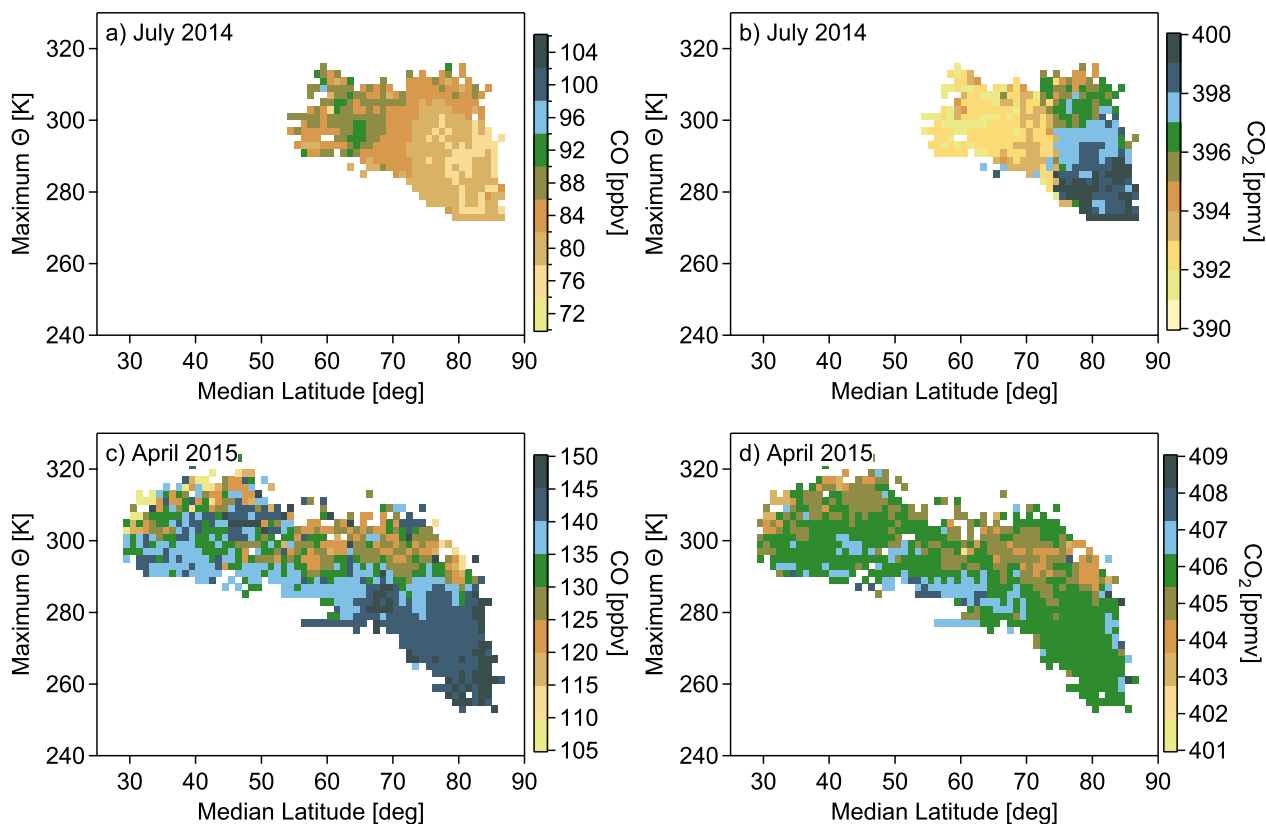 a) July 2014
320
300
280
260
240
Maximum Θ [K]
30 40 50 60 70 80 90
Median Latitude [deg]
104
100
96
92
88
84
80
76
72
CO [ppbv]
b) July 2014
320
300
280
260
240
Maximum Θ [K]
30 40 50 60 70 80 90
Median Latitude [deg]
400
398
396
394
392
390
CO₂ [ppmv]
c) April 2015
320
300
280
260
240
Maximum Θ [K]
30 40 50 60 70 80 90
Median Latitude [deg]
150
145
140
135
130
125
120
115
110
105
CO [ppbv]
d) April 2015
320
300
280
260
240
Maximum Θ [K]
30 40 50 60 70 80 90
Median Latitude [deg]
409
408
407
406
405
404
403
402
401
CO₂ [ppmv]